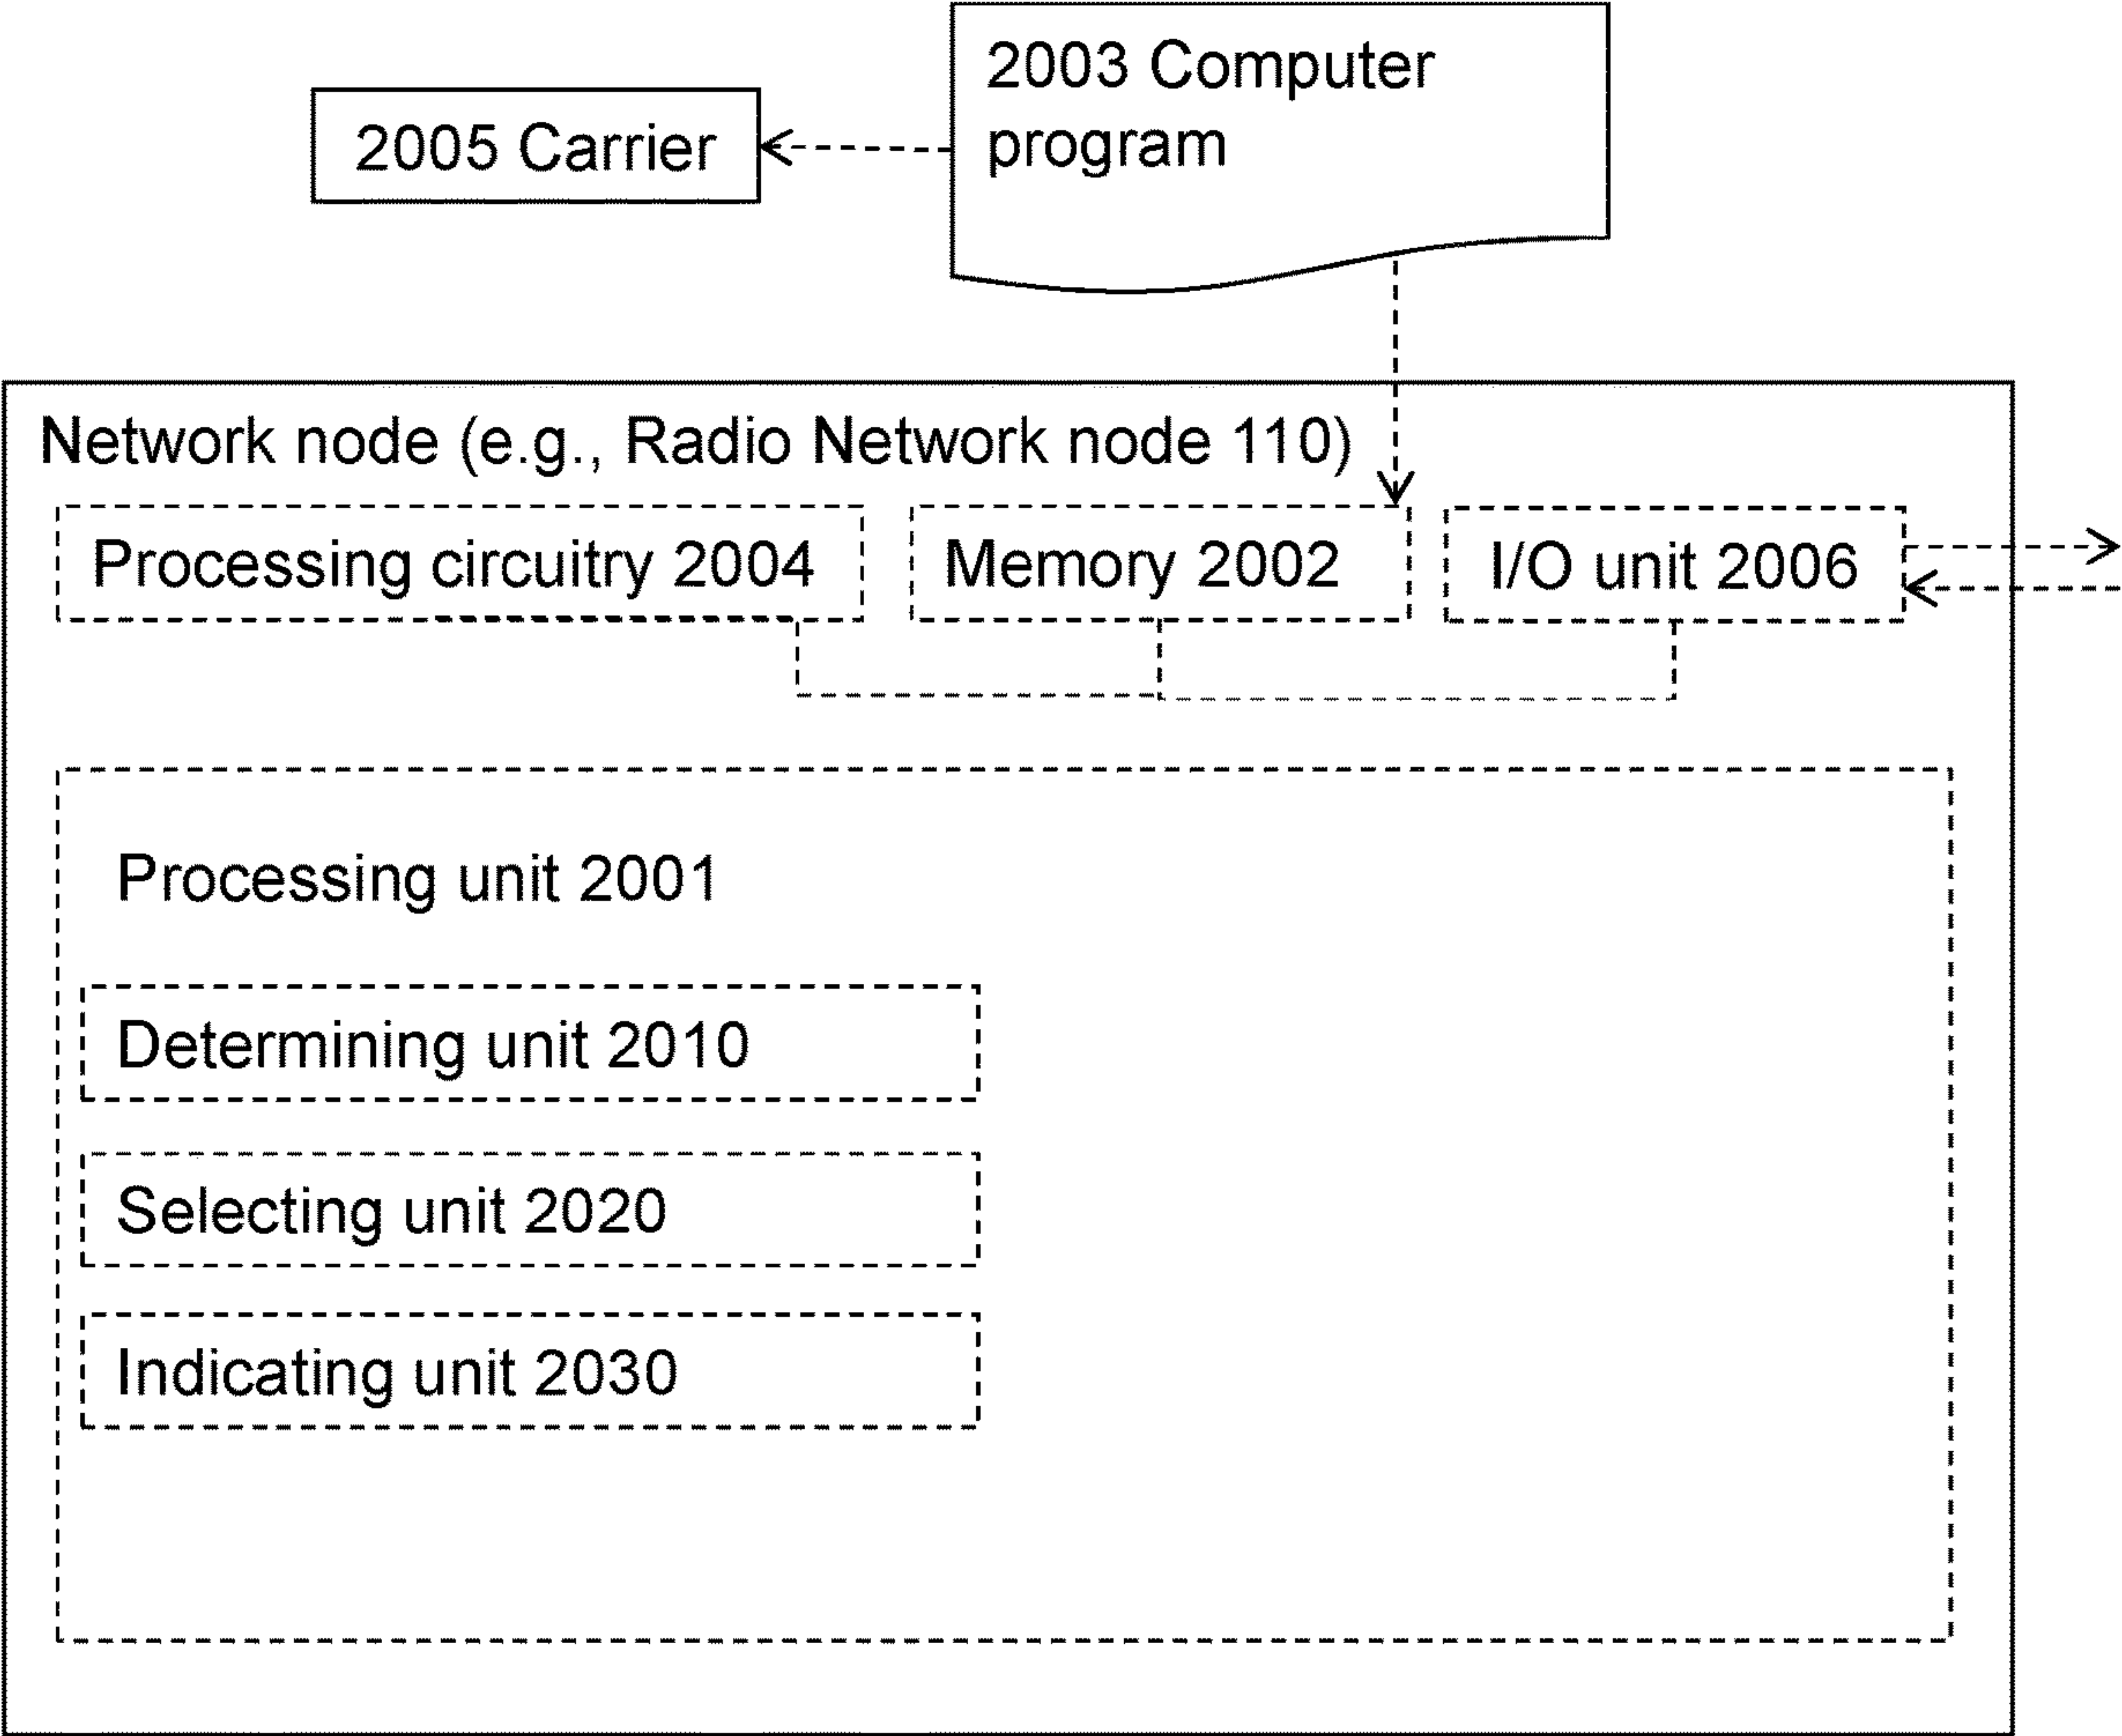 2003 Computer
program
2005 Carrier
Network node (e.g., Radio Network node 110)
Processing circuitry 2004
Memory 2002
I/O unit 2006
Processing unit 2001
Determining unit 2010
Selecting unit 2020
Indicating unit 2030